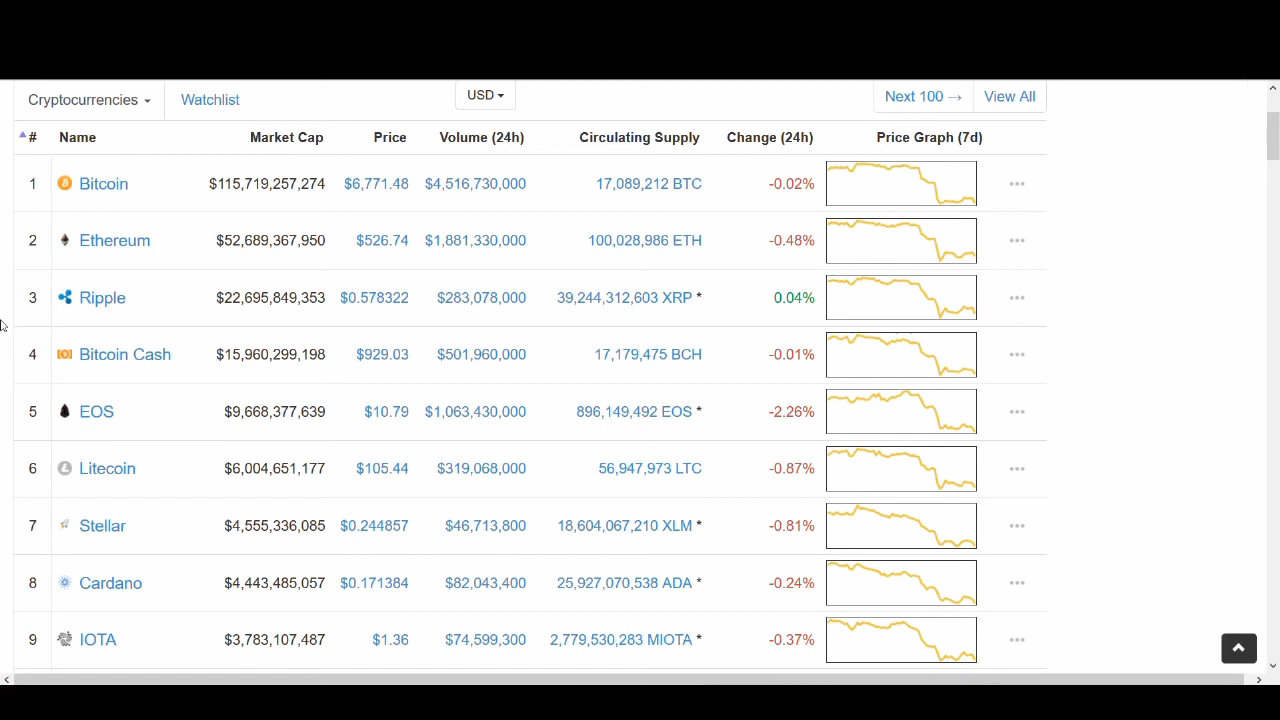 Cryptocurrencies Watchlist USD Next 100 → View All
# Name Market Cap Price Volume (24h) Circulating Supply Change (24h) Price Graph (7d)
1 Bitcoin $115,719,257,274 $6,771.48 $4,516,730,000 17,089,212 BTC -0.02%
2 Ethereum $52,689,367,950 $526.74 $1,881,330,000 100,028,986 ETH -0.48%
3 Ripple $22,695,849,353 $0.578322 $283,078,000 39,244,312,603 XRP * 0.04%
4 Bitcoin Cash $15,960,299,198 $929.03 $501,960,000 17,179,475 BCH -0.01%
5 EOS $9,668,377,639 $10.79 $1,063,430,000 896,149,492 EOS * -2.26%
6 Litecoin $6,004,651,177 $105.44 $319,068,000 56,947,973 LTC -0.87%
7 Stellar $4,555,336,085 $0.244857 $46,713,800 18,604,067,210 XLM * -0.81%
8 Cardano $4,443,485,057 $0.171384 $82,043,400 25,927,070,538 ADA * -0.24%
9 IOTA $3,783,107,487 $1.36 $74,599,300 2,779,530,283 MIOTA * -0.37%